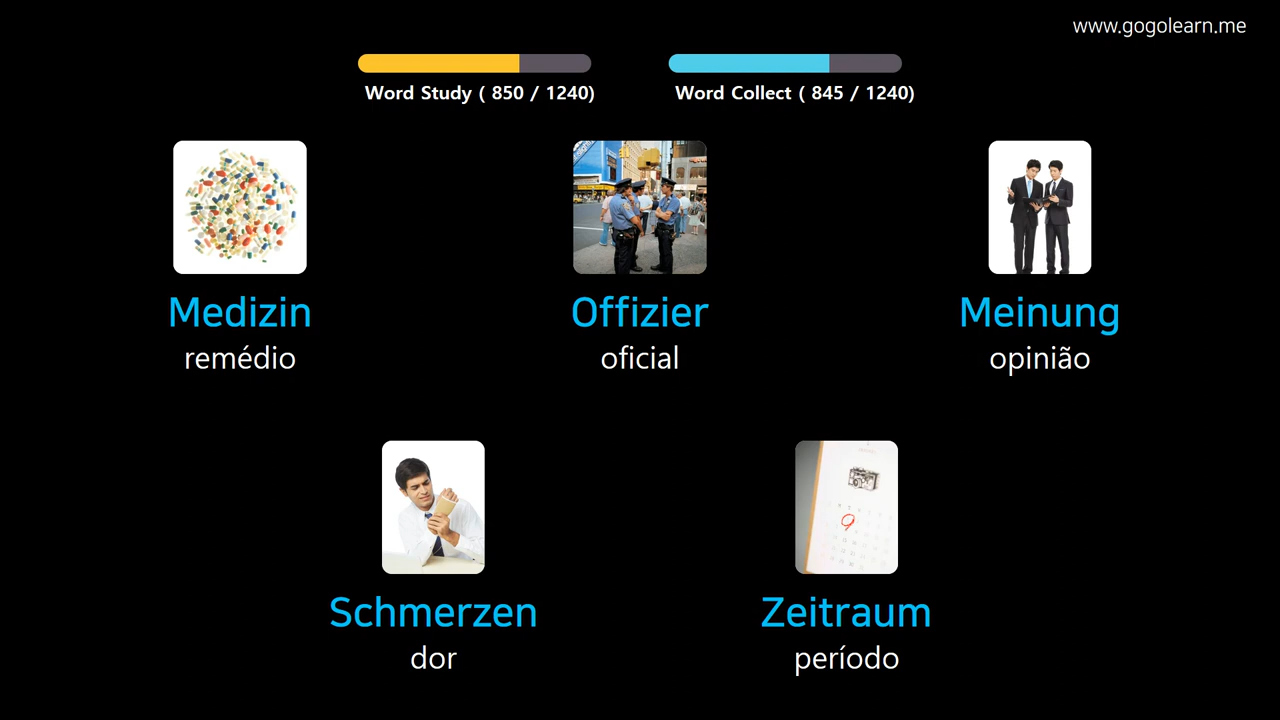 www.gogolearn.me
Word Study ( 850 / 1240)
Word Collect ( 845 / 1240)
Medizin
remédio
Offizier
oficial
Meinung
opinião
Schmerzen
dor
Zeitraum
período